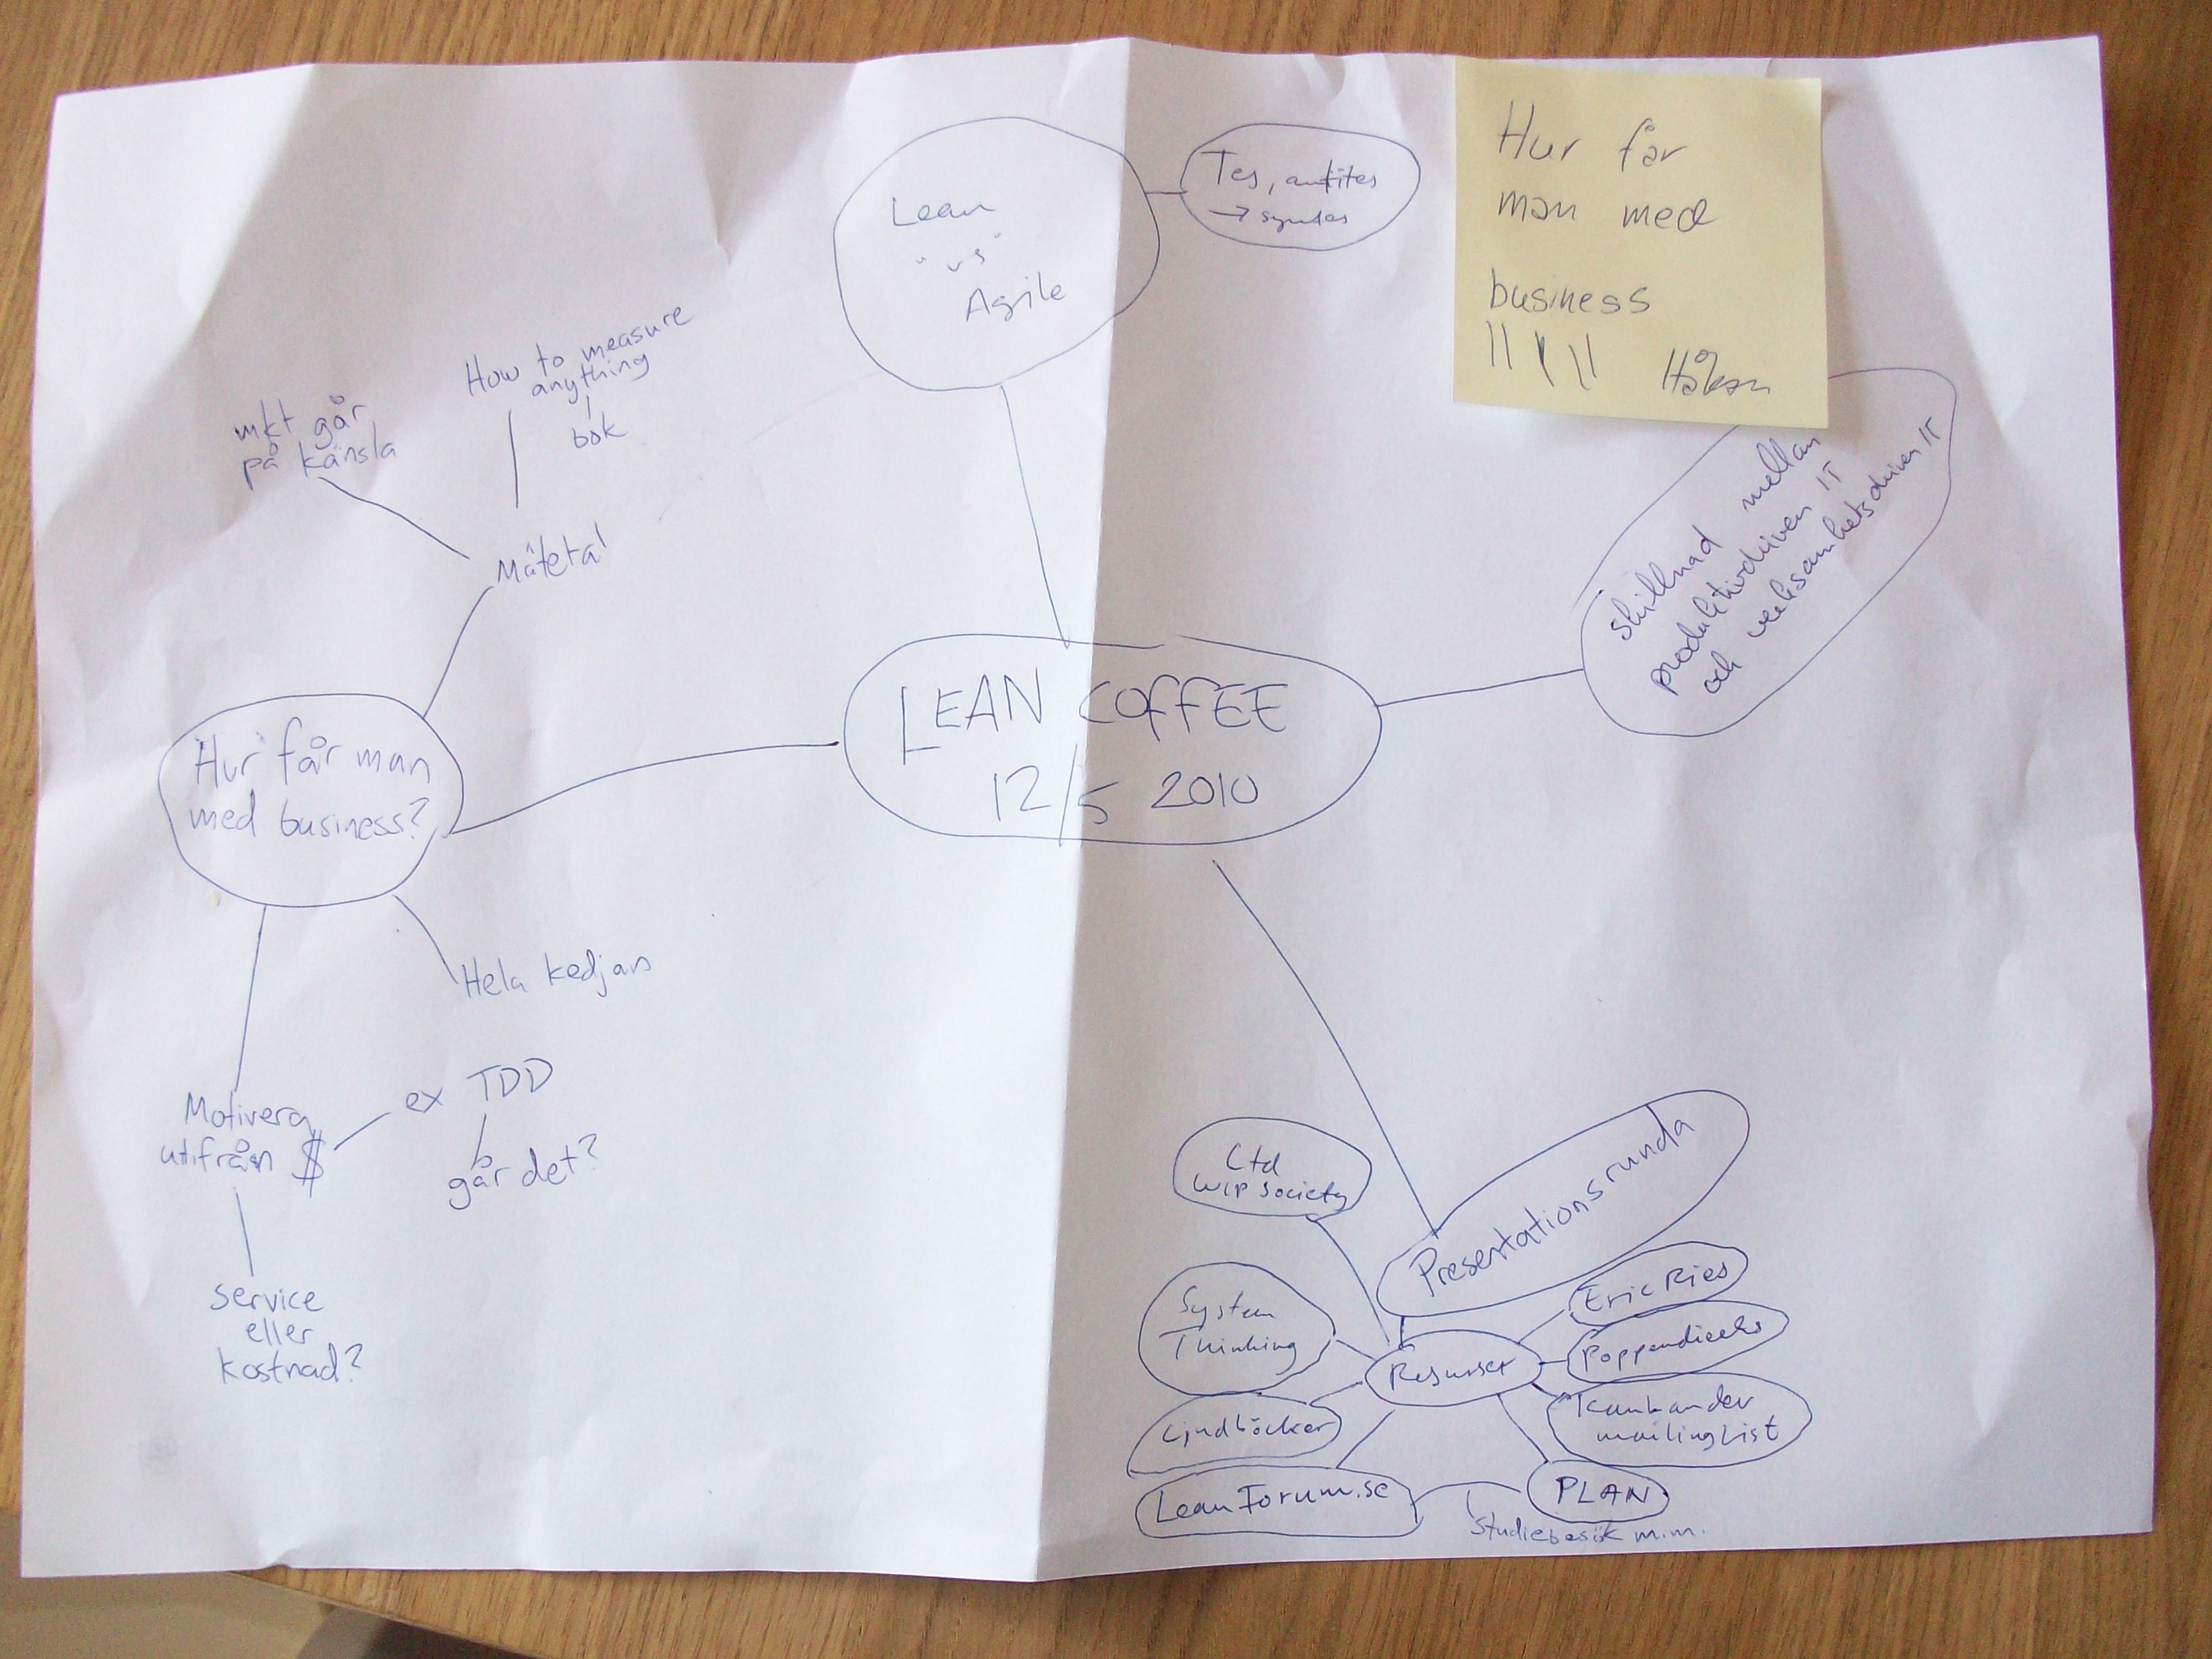 Lean
"vs"
Agile
Tes, antites
→ syntes
Hur får
man med
business
Håkan
How to measure
anything
bok
mkt går
på känsla
Mätetal
skillnad mellan
produktivdriven IT
och verksamhetsdriven IT
LEAN COFFEE
12/5 2010
Hur får man
med business?
Hela kedjan
Motivera
utifrån $
ex TDD
går det?
service
eller
kostnad?
Presentationsrunda
Ltd
WIP society
System
Thinking
Resurser
Eric Ries
Poppendiecks
Ljudböcker
Kanbandev
mailinglist
LeanForum.se
PLAN
Studiebesök m.m.